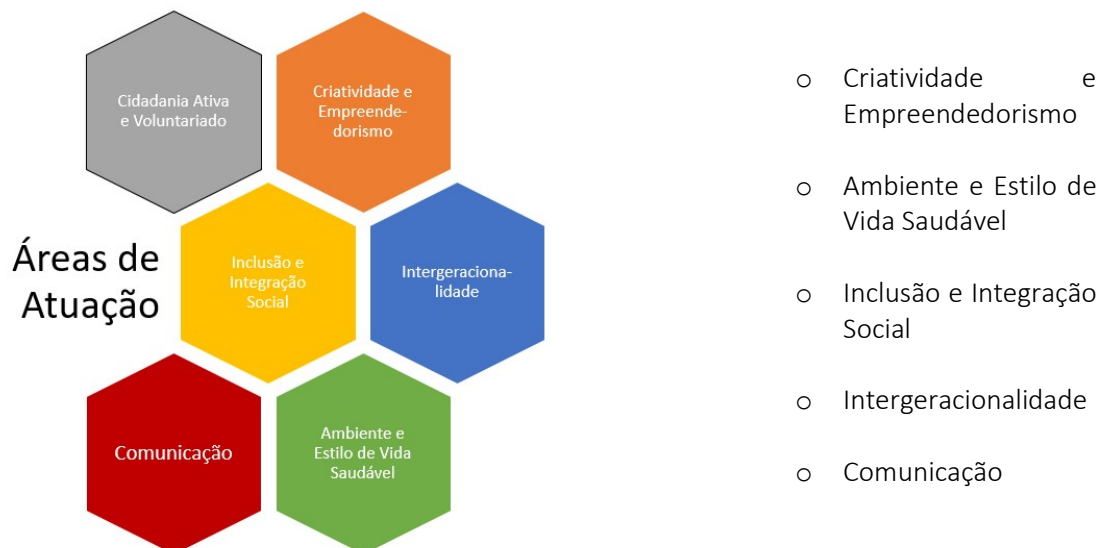 Cidadania Ativa
e Voluntariado
Criatividade e
Empreende-
dorismo
Áreas de
Atuação
Inclusão e
Integração
Social
Intergeraciona-
lidade
Comunicação
Ambiente e
Estilo de Vida
Saudável
o Criatividade e
Empreendedorismo
o Ambiente e Estilo de
Vida Saudável
o Inclusão e Integração
Social
o Intergeracionalidade
o Comunicação